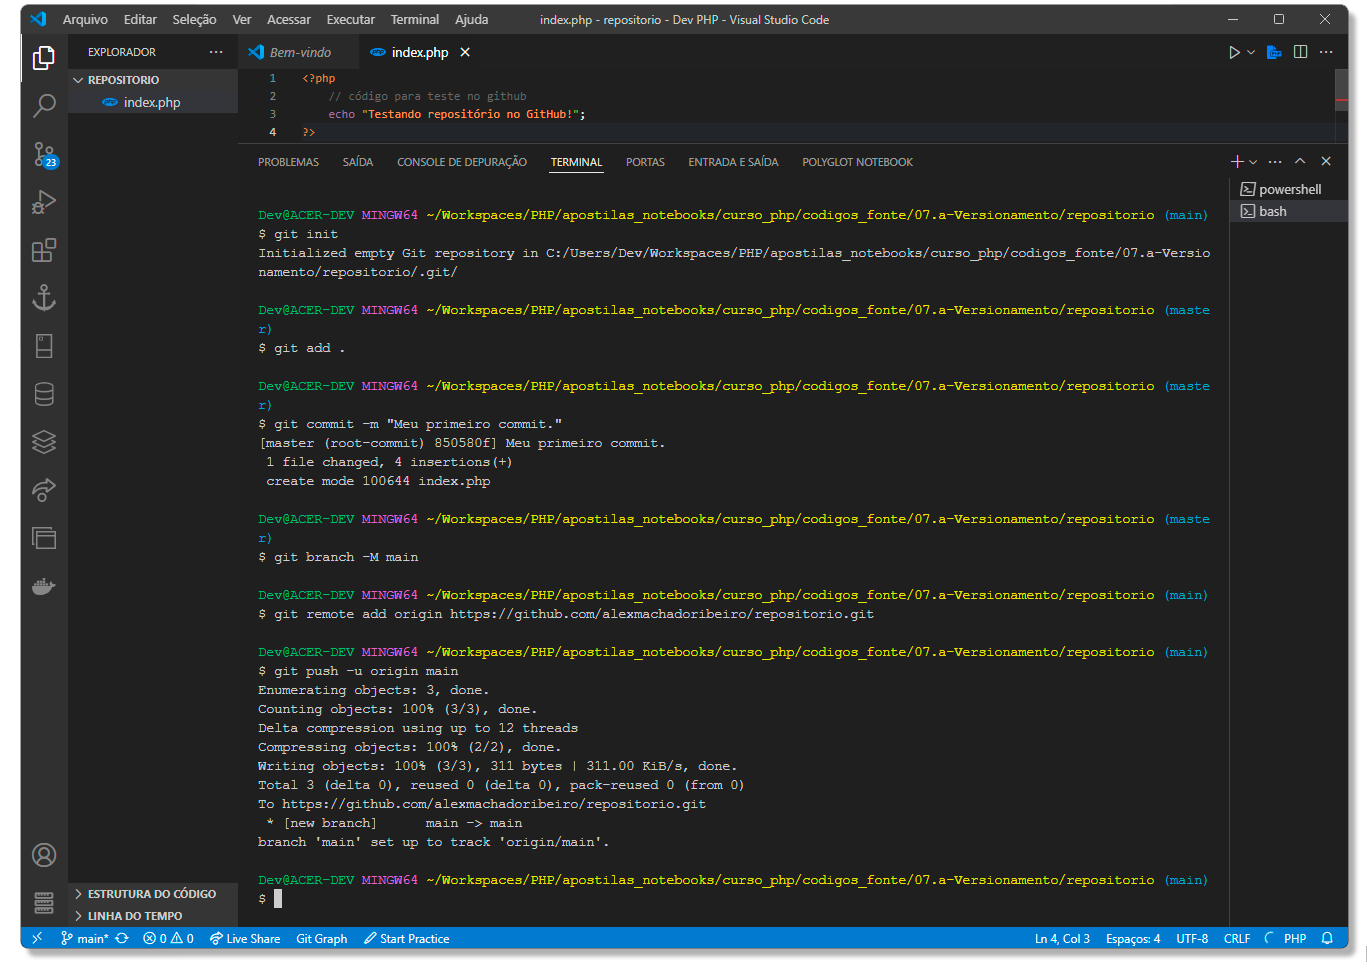 Arquivo Editar Seleção Ver Acessar Executar Terminal Ajuda index.php - repositorio - Dev PHP - Visual Studio Code
EXPLORADOR
Bem-vindo
index.php
REPOSITORIO
index.php
1 <?php
2 // código para teste no github
3 echo "Testando repositório no GitHub!";
4 ?>
PROBLEMAS SAÍDA CONSOLE DE DEPURAÇÃO TERMINAL PORTAS ENTRADA E SAÍDA POLYGLOT NOTEBOOK
powershell
bash
23
Dev@ACER-DEV MINGW64 ~/Workspaces/PHP/apostilas_notebooks/curso_php/codigos_fonte/07.a-Versionamento/repositorio (main)
$ git init
Initialized empty Git repository in C:/Users/Dev/Workspaces/PHP/apostilas_notebooks/curso_php/codigos_fonte/07.a-Versio
namento/repositorio/.git/
Dev@ACER-DEV MINGW64 ~/Workspaces/PHP/apostilas_notebooks/curso_php/codigos_fonte/07.a-Versionamento/repositorio (maste
r)
$ git add .
Dev@ACER-DEV MINGW64 ~/Workspaces/PHP/apostilas_notebooks/curso_php/codigos_fonte/07.a-Versionamento/repositorio (maste
r)
$ git commit -m "Meu primeiro commit."
[master (root-commit) 850580f] Meu primeiro commit.
1 file changed, 4 insertions(+)
create mode 100644 index.php
Dev@ACER-DEV MINGW64 ~/Workspaces/PHP/apostilas_notebooks/curso_php/codigos_fonte/07.a-Versionamento/repositorio (maste
r)
$ git branch -M main
Dev@ACER-DEV MINGW64 ~/Workspaces/PHP/apostilas_notebooks/curso_php/codigos_fonte/07.a-Versionamento/repositorio (main)
$ git remote add origin https://github.com/alexmachadoribeiro/repositorio.git
Dev@ACER-DEV MINGW64 ~/Workspaces/PHP/apostilas_notebooks/curso_php/codigos_fonte/07.a-Versionamento/repositorio (main)
$ git push -u origin main
Enumerating objects: 3, done.
Counting objects: 100% (3/3), done.
Delta compression using up to 12 threads
Compressing objects: 100% (2/2), done.
Writing objects: 100% (3/3), 311 bytes | 311.00 KiB/s, done.
Total 3 (delta 0), reused 0 (delta 0), pack-reused 0 (from 0)
To https://github.com/alexmachadoribeiro/repositorio.git
* [new branch] main -> main
branch 'main' set up to track 'origin/main'.
Dev@ACER-DEV MINGW64 ~/Workspaces/PHP/apostilas_notebooks/curso_php/codigos_fonte/07.a-Versionamento/repositorio (main)
$
ESTRUTURA DO CÓDIGO
LINHA DO TEMPO
main* 0 0 Live Share Git Graph Start Practice Ln 4, Col 3 Espaços: 4 UTF-8 CRLF PHP